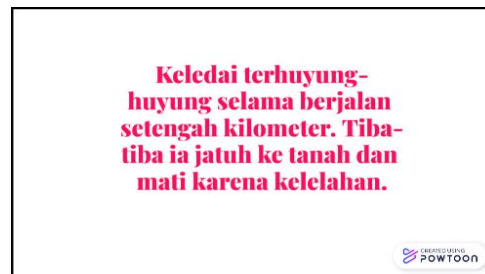 Keledai terhuyung-
huyung selama berjalan
setengah kilometer. Tiba-
tiba ia jatuh ke tanah dan
mati karena kelelahan.
CREATED USING
POWTOON